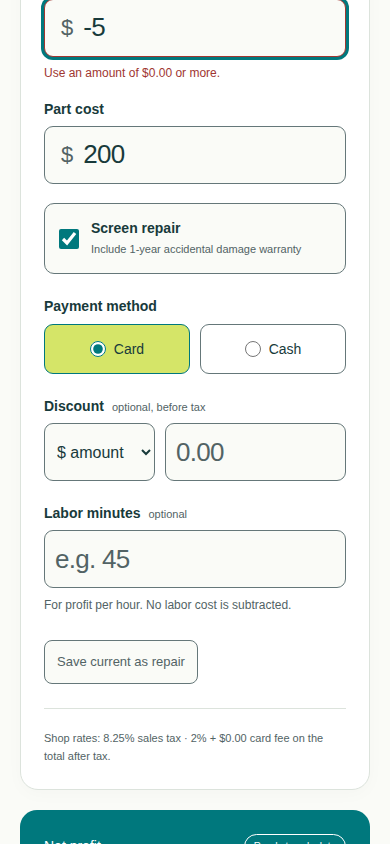 $ -5
Use an amount of $0.00 or more.
Part cost
$ 200
Screen repair
Include 1-year accidental damage warranty
Payment method
Card
Cash
Discount optional, before tax
$ amount
0.00
Labor minutes optional
e.g. 45
For profit per hour. No labor cost is subtracted.
Save current as repair
Shop rates: 8.25% sales tax · 2% + $0.00 card fee on the
total after tax.
Net profit